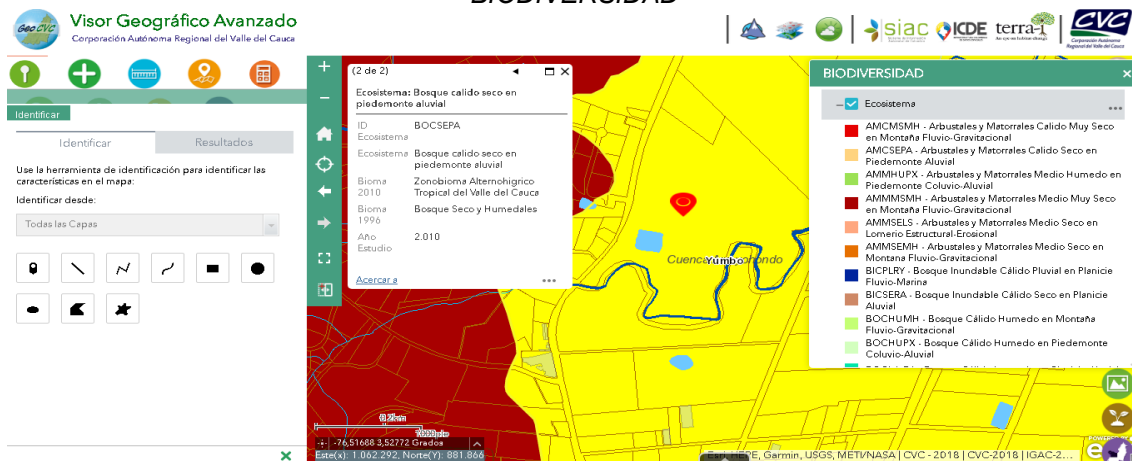 BIODIVERSIDAD
Geo CVC
Visor Geográfico Avanzado
Corporación Autónoma Regional del Valle del Cauca
siac
ICDE
terra-i
CVC
Corporación Autónoma
Regional del Valle del Cauca
Identificar
Identificar
Resultados
Use la herramienta de identificación para identificar las
características en el mapa:
Identificar desde:
Todas las Capas
(2 de 2)
Ecosistema: Bosque calido seco en
piedemonte aluvial
ID Ecosistema BOCSEPA
Ecosistema Bosque calido seco en
piedemonte aluvial
Bioma 2010 Zonobioma Alternohigrico
Tropical del Valle del Cauca
Bioma 1996 Bosque Seco y Humedales
Año Estudio 2.010
Acercar a
Yumbo
BIODIVERSIDAD
Ecosistema
AMCMSMH - Arbustales y Matorrales Calido Muy Seco
en Montaña Fluvio-Gravitacional
AMCSEPA - Arbustales y Matorrales Calido Seco en
Piedemonte Aluvial
AMMHUPX - Arbustales y Matorrales Medio Humedo en
Piedemonte Coluvio-Aluvial
AMMMSMH - Arbustales y Matorrales Medio Muy Seco
en Montaña Fluvio-Gravitacional
AMMSELS - Arbustales y Matorrales Medio Seco en
Lomerio Estructural-Erosional
AMMSEMH - Arbustales y Matorrales Medio Seco en
Montana Fluvio-Gravitacional
BICPLRY - Bosque Inundable Cálido Pluvial en Planicie
Fluvio-Marina
BICSERA - Bosque Inundable Cálido Seco en Planicie
Aluvial
BOCHUMH - Bosque Cálido Humedo en Montaña
Fluvio-Gravitacional
BOCHUPX - Bosque Cálido Humedo en Piedemonte
Coluvio-Aluvial
-76,51688 3,52772 Grados
Este(x): 1.062.292, Norte(Y): 881.866
Esri, HERE, Garmin, USGS, METI/NASA | CVC - 2018 | CVC-2018 | IGAC-2...